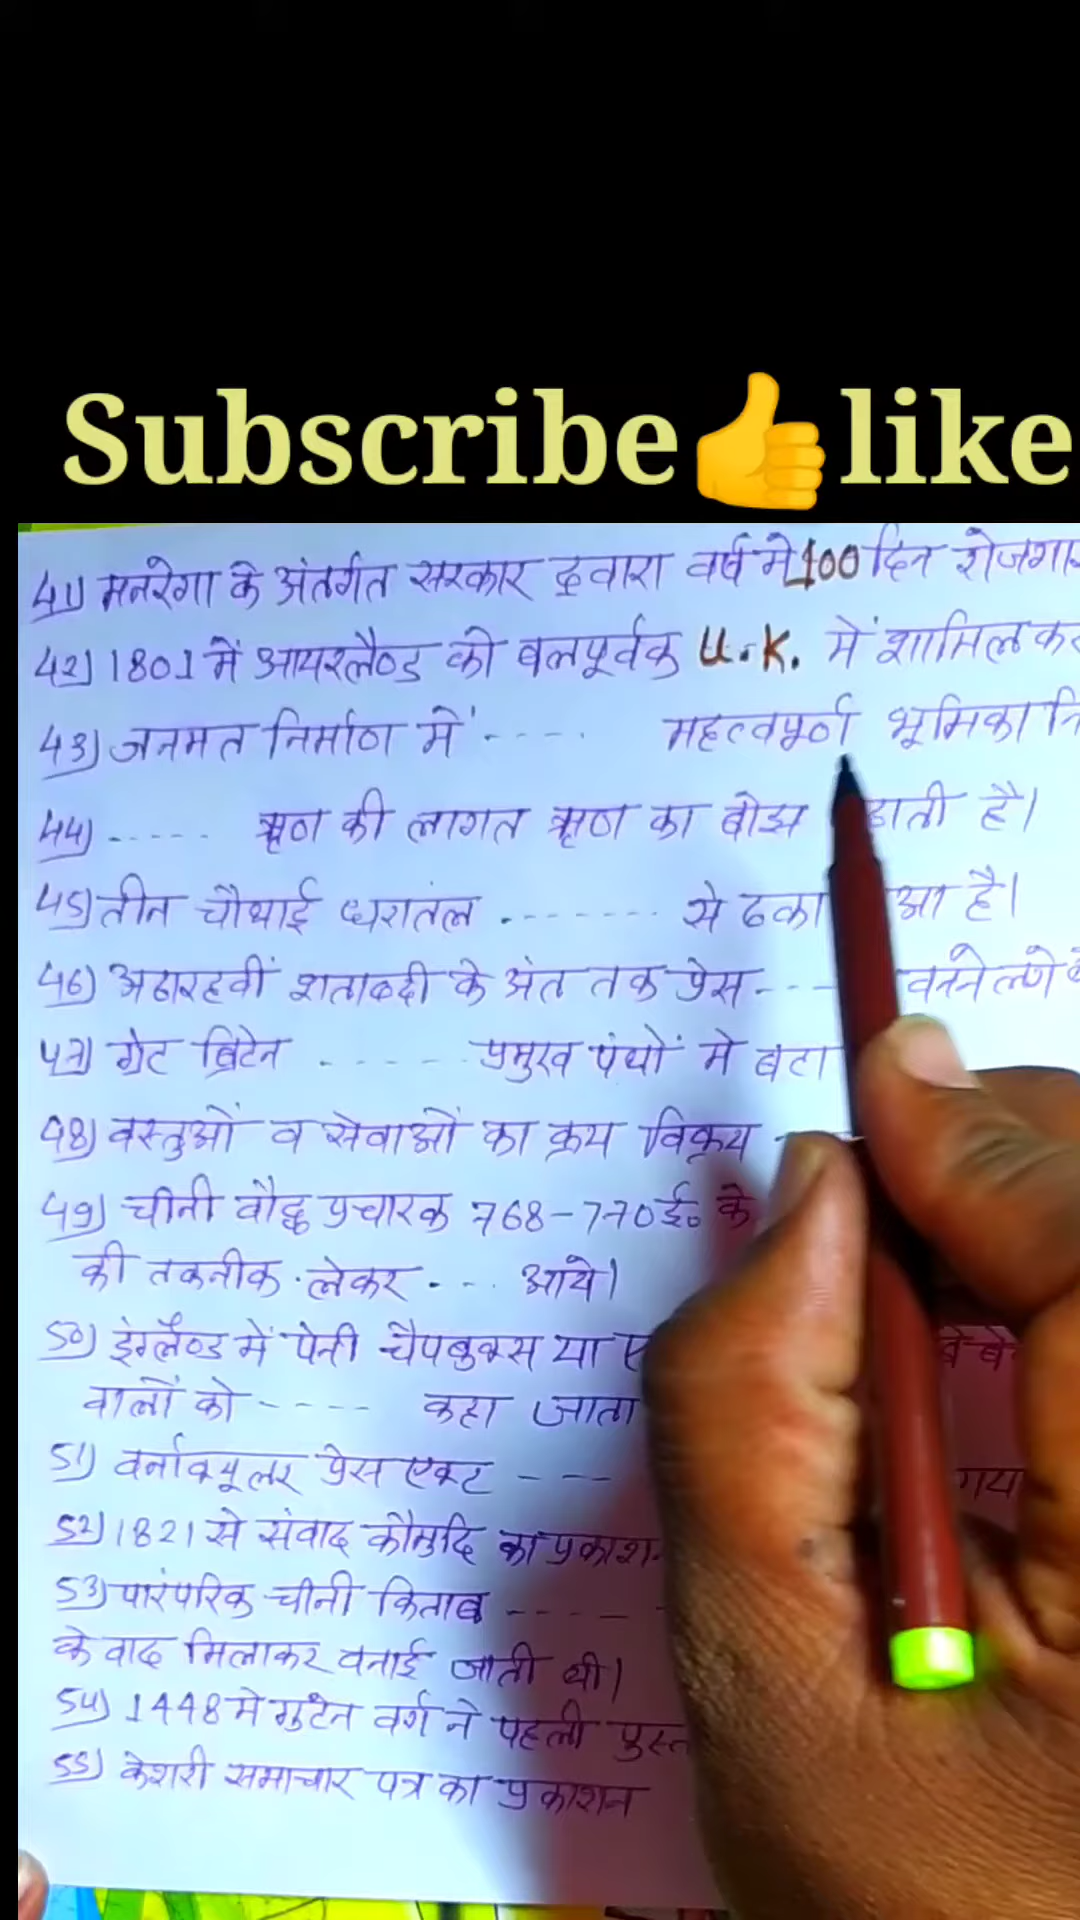 Subscribe👍like
41) मनरेगा के अंतर्गत सरकार द्वारा वर्ष में 100 दिन रोजगार
42) 1801 में आयरलैण्ड को बलपूर्वक U.K. में शामिल कर
43) जनमत निर्माण में ..... महत्वपूर्ण भूमिका
44) ...... ऋण की लागत ऋण का बोझ है।
45) तीन चौथाई धरातल ........ से ढका है।
46) अठारहवीं शताब्दी के अंत तक प्रेस ----
47) ग्रेट ब्रिटेन ...... प्रमुख पंथों में बटा
48) वस्तुओं व सेवाओं का क्रय विक्रय
49) चीनी बौद्ध प्रचारक 768-770ई० के
की तकनीक लेकर .... आये।
50) इंग्लैण्ड में पेनी चैपबुक्स या
वालों को ----- कहा जाता
51) वर्नाक्यूलर प्रेस एक्ट ---
52) 1821 से संवाद कौमुदि का
53) पारंपरिक चीनी किताब -----
के बाद मिलाकर बनाई जाती थी।
54) 1448 में गुटेन वर्ग ने पहली
55) केशरी समाचार पत्र का प्रकाशन